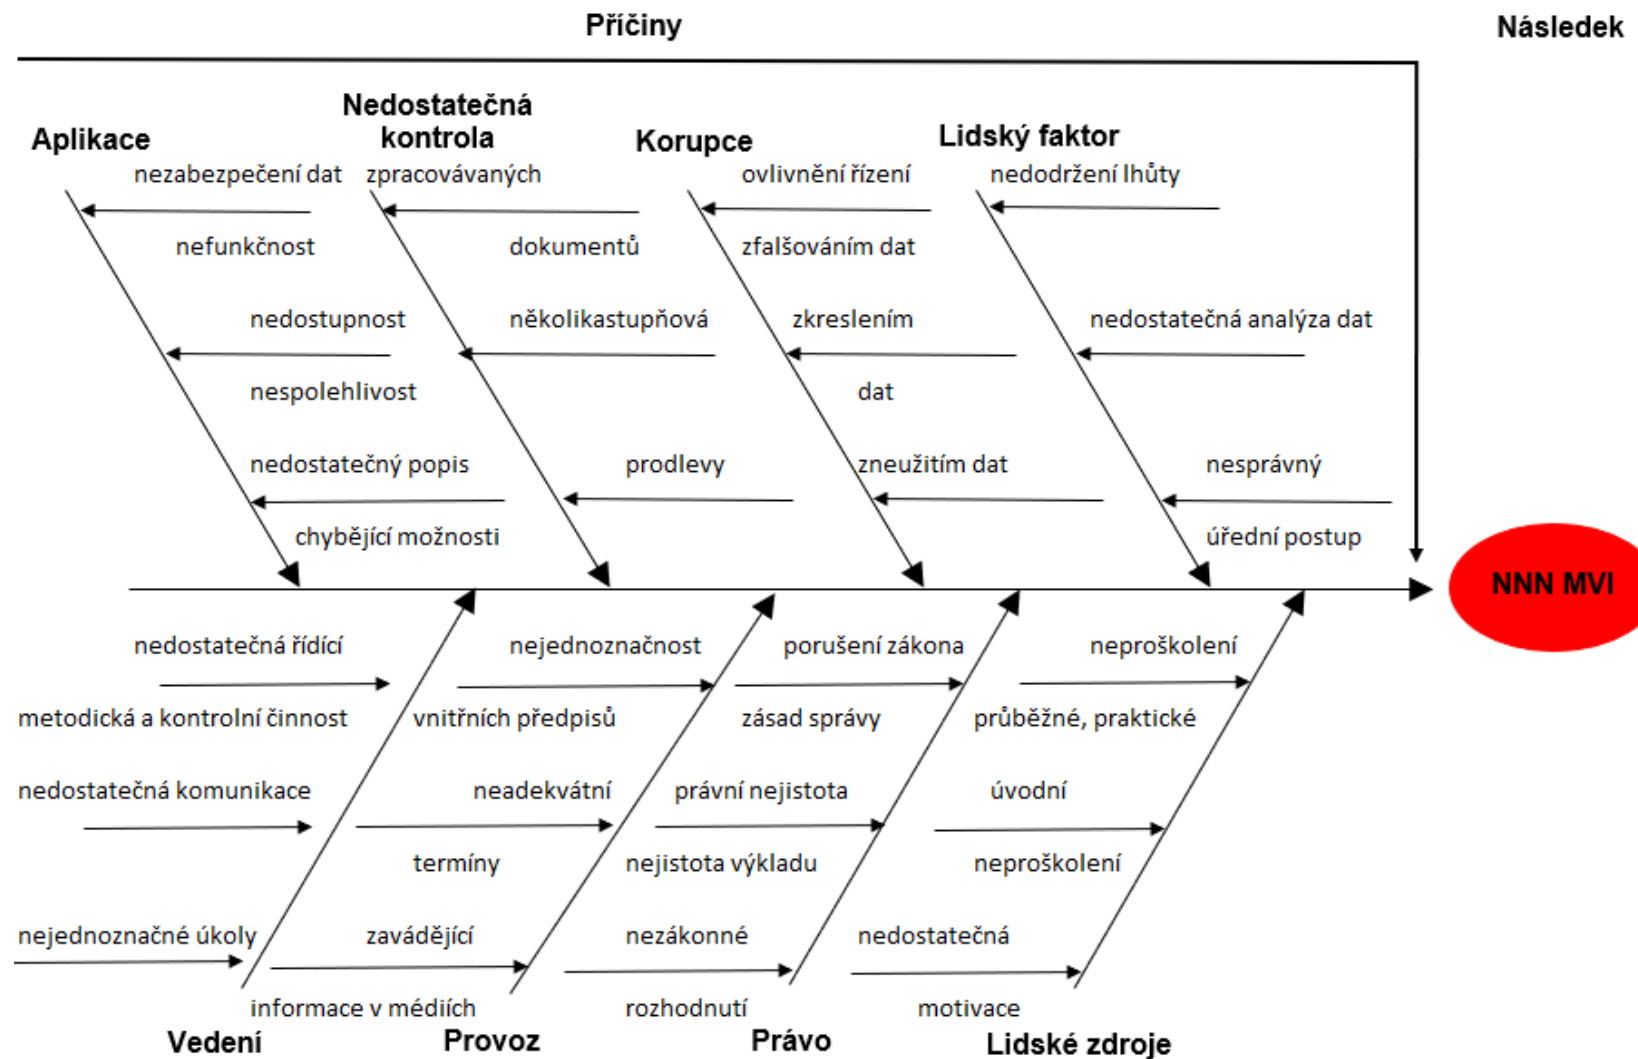 Příčiny
Následek
Aplikace
Nedostatečná
kontrola
Korupce
Lidský faktor
nezabezpečení dat
zpracovávaných
ovlivnění řízení
nedodržení lhůty
nefunkčnost
dokumentů
zfalšováním dat
nedostupnost
několikastupňová
zkreslením
nedostatečná analýza dat
nespolehlivost
dat
nedostatečný popis
prodlevy
zneužitím dat
nesprávný
chybějící možnosti
úřední postup
NNN MVI
nedostatečná řídící
nejednoznačnost
porušení zákona
neproškolení
metodická a kontrolní činnost
vnitřních předpisů
zásad správy
průběžné, praktické
nedostatečná komunikace
neadekvátní
právní nejistota
úvodní
termíny
nejistota výkladu
neproškolení
nejednoznačné úkoly
zavádějící
nezákonné
nedostatečná
informace v médiích
rozhodnutí
motivace
Vedení
Provoz
Právo
Lidské zdroje